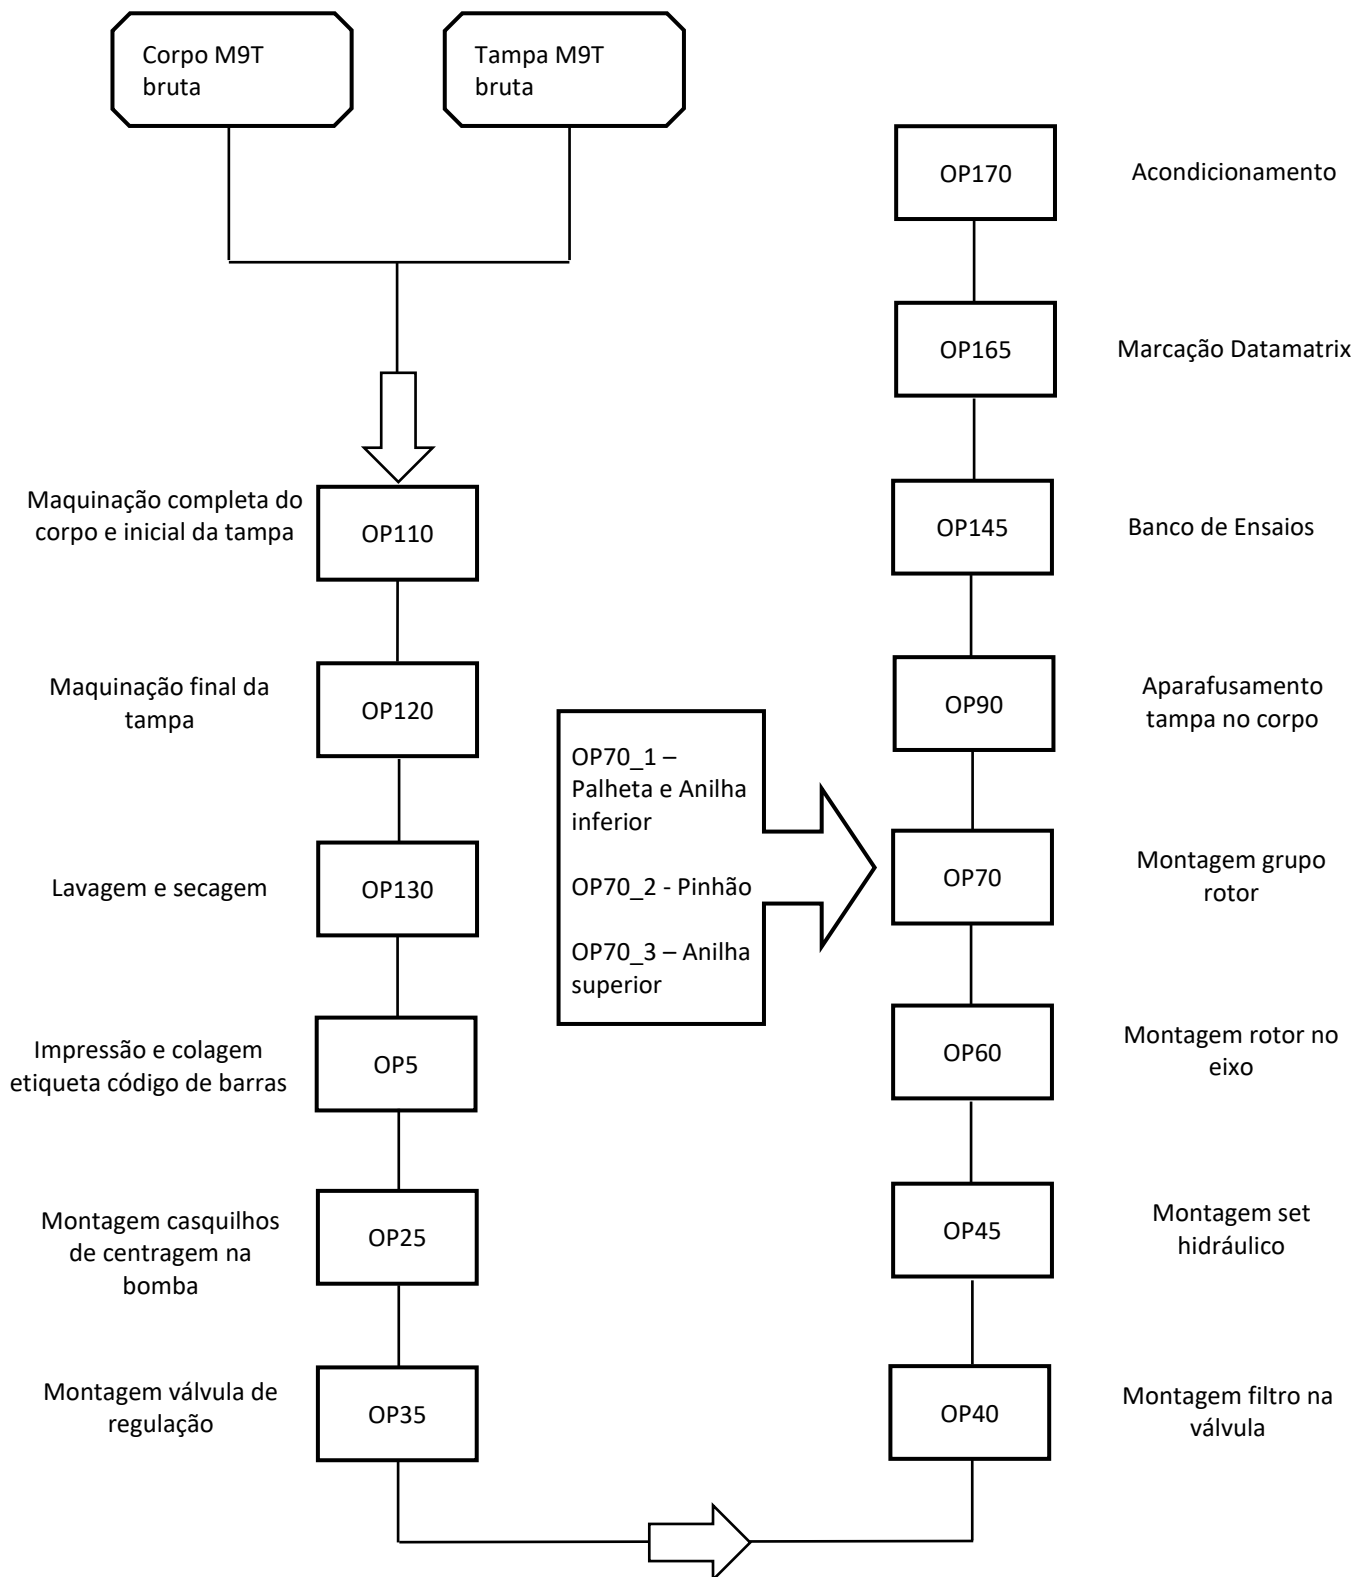 Corpo M9T
bruta
Tampa M9T
bruta
Maquinação completa do
corpo e inicial da tampa
OP110
Maquinação final da
tampa
OP120
Lavagem e secagem
OP130
Impressão e colagem
etiqueta código de barras
OP5
Montagem casquilhos
de centragem na
bomba
OP25
Montagem válvula de
regulação
OP35
OP170
Acondicionamento
OP165
Marcação Datamatrix
OP145
Banco de Ensaios
OP90
Aparafusamento
tampa no corpo
OP70_1 –
Palheta e Anilha
inferior
OP70_2 - Pinhão
OP70_3 – Anilha
superior
OP70
Montagem grupo
rotor
OP60
Montagem rotor no
eixo
OP45
Montagem set
hidráulico
OP40
Montagem filtro na
válvula